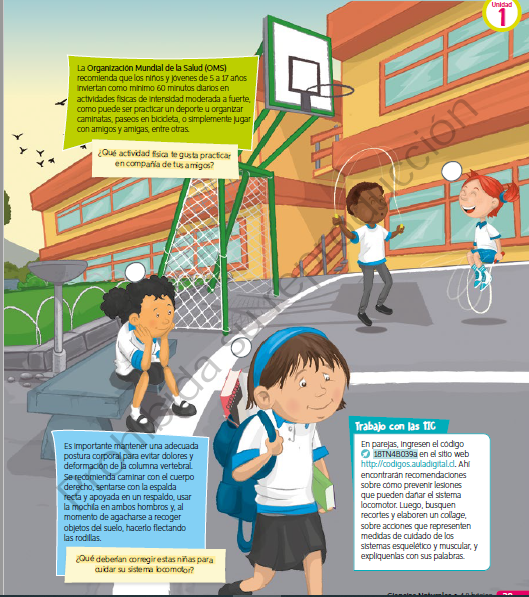 Unidad
1
La Organización Mundial de la Salud (OMS)
recomienda que los niños y jóvenes de 5 a 17 años
inviertan como mínimo 60 minutos diarios en
actividades físicas de intensidad moderada a fuerte,
como puede ser practicar un deporte u organizar
caminatas, paseos en bicicleta, o simplemente jugar
con amigos y amigas, entre otras.
¿Qué actividad física te gusta practicar
en compañía de tus amigos?
Es importante mantener una adecuada
postura corporal para evitar dolores y
deformación de la columna vertebral.
Se recomienda caminar con el cuerpo
derecho, sentarse con la espalda
recta y apoyada en un respaldo, usar
la mochila en ambos hombros y, al
momento de agacharse a recoger
objetos del suelo, hacerlo flectando
las rodillas.
¿Qué deberían corregir estas niñas para
cuidar su sistema locomotor?
Trabajo con las TIC
En parejas, ingresen el código
18TN4B039a en el sitio web
http://codigos.auladigital.cl. Ahí
encontrarán recomendaciones
sobre cómo prevenir lesiones
que pueden dañar el sistema
locomotor. Luego, busquen
recortes y elaboren un collage,
sobre acciones que representen
medidas de cuidado de los
sistemas esquelético y muscular, y
explíquenlas con sus palabras.